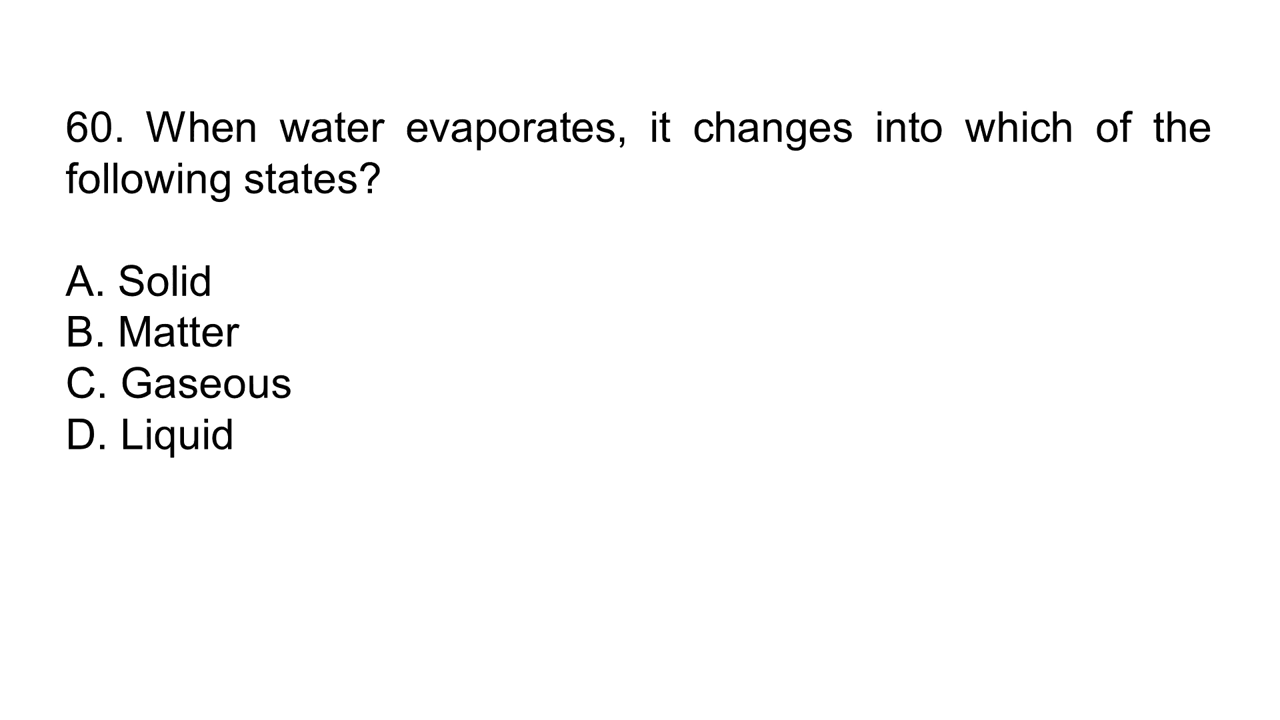 60. When water evaporates, it changes into which of the
following states?
A. Solid
B. Matter
C. Gaseous
D. Liquid